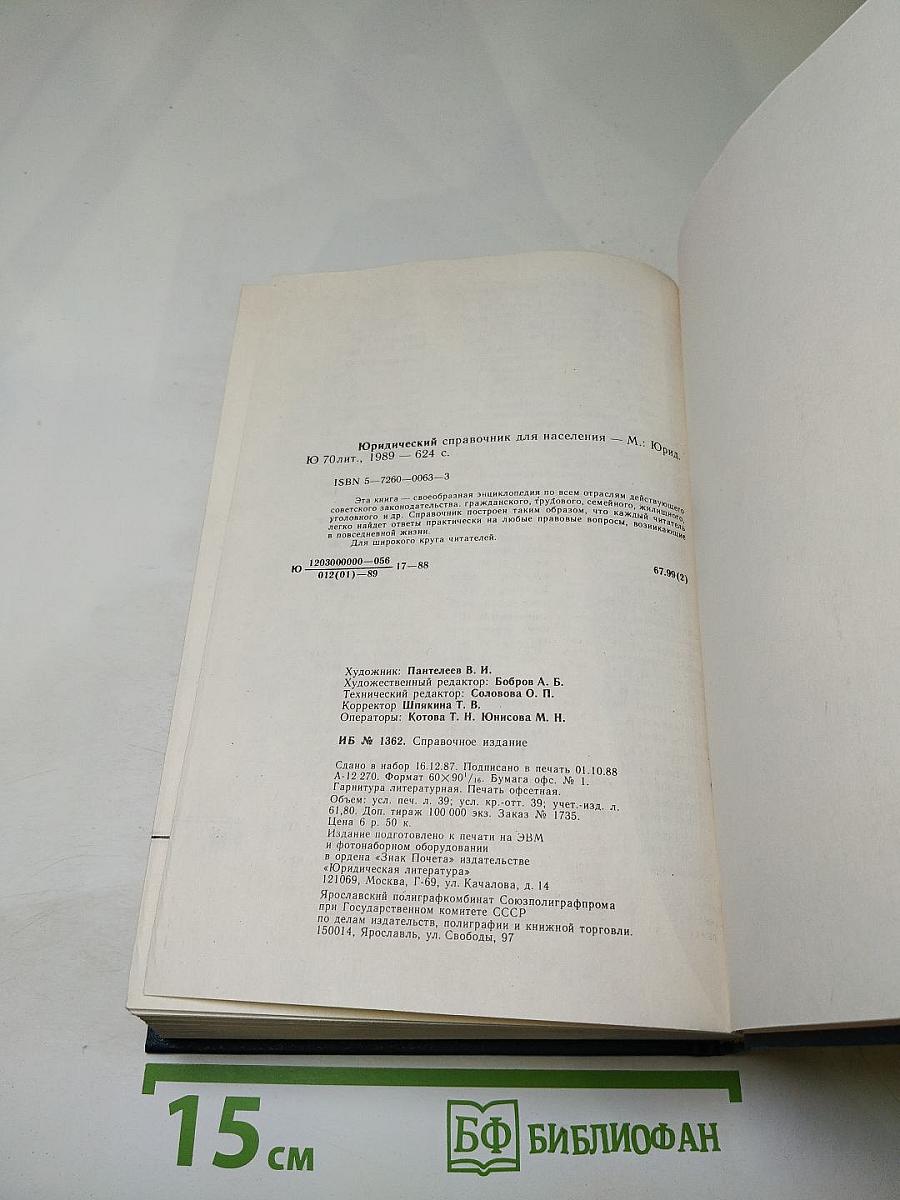 Юридический справочник для населения — М.: Юрид.
Ю 70лит., 1989 — 624 с.
ISBN 5—7260—0063—3
Эта книга — своеобразная энциклопедия по всем отраслям действующего
советского законодательства: гражданского, трудового, семейного, жилищного,
уголовного и др. Справочник построен таким образом, что каждый читатель
легко найдет ответы практически на любые правовые вопросы, возникающие
в повседневной жизни.
Для широкого круга читателей.
Ю 1203000000—056 17—88
012(01)—89
67.99(2)
Художник: Пантелеев В. И.
Художественный редактор: Бобров А. Б.
Технический редактор: Соловова О. П.
Корректор Шпякина Т. В.
Операторы: Котова Т. Н. Юнисова М. Н.
ИБ № 1362. Справочное издание
Сдано в набор 16.12.87. Подписано в печать 01.10.88
А-12 270. Формат 60×90¹/₁₆. Бумага офс. № 1.
Гарнитура литературная. Печать офсетная.
Объем: усл. печ. л. 39; усл. кр.-отт. 39; учет.-изд. л.
61,80. Доп. тираж 100 000 экз. Заказ № 1735.
Цена 6 р. 50 к.
Издание подготовлено к печати на ЭВМ
и фотонаборном оборудовании
в ордена «Знак Почета» издательстве
«Юридическая литература»
121069, Москва, Г-69, ул. Качалова, д. 14
Ярославский полиграфкомбинат Союзполиграфпрома
при Государственном комитете СССР
по делам издательств, полиграфии и книжной торговли.
150014, Ярославль, ул. Свободы, 97
15 см
БФ БИБЛИОФАН